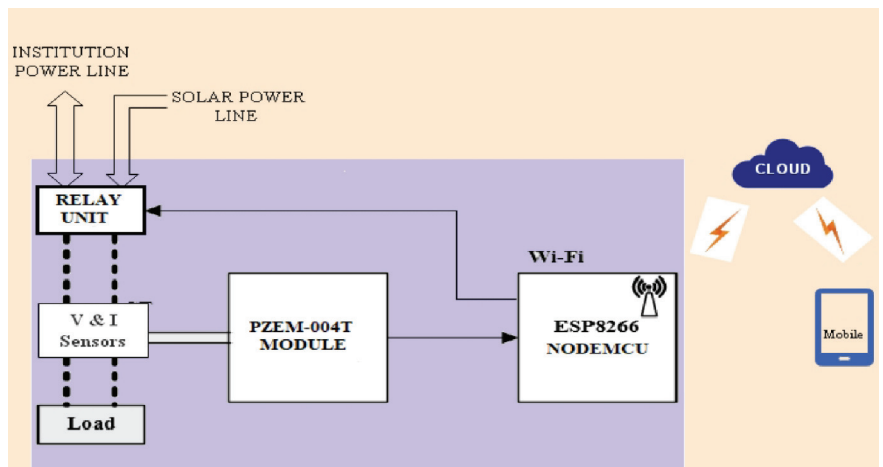 INSTITUTION
POWER LINE
SOLAR POWER
LINE
RELAY
UNIT
CLOUD
Wi-Fi
V & I
Sensors
PZEM-004T
MODULE
ESP8266
NODEMCU
Mobile
Load